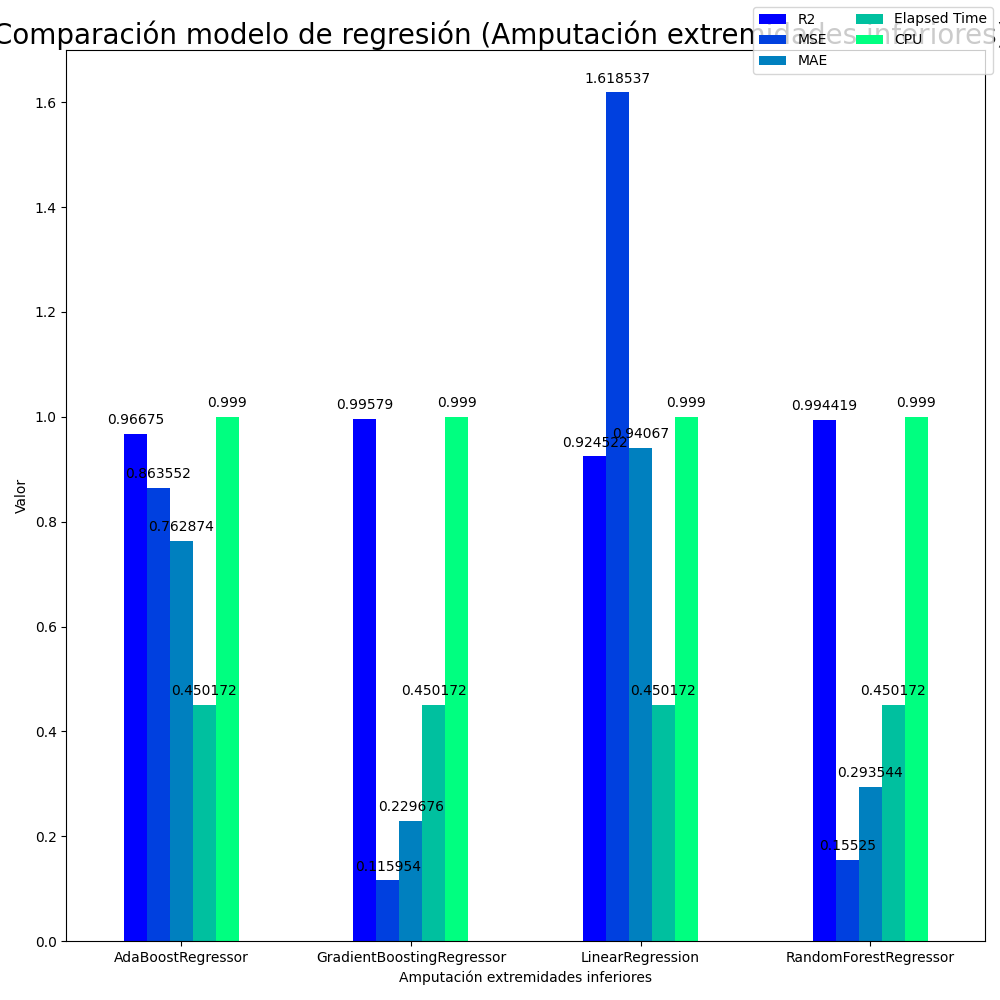 Comparación modelo de regresión (Amputación extremidades inferiores)
R2
MSE
MAE
Elapsed Time
CPU
Valor
1.6
1.4
1.2
1.0
0.8
0.6
0.4
0.2
0.0
0.96675
0.863552
0.762874
0.450172
0.999
0.99579
0.115954
0.229676
0.450172
0.999
0.924522
1.618537
0.94067
0.450172
0.999
0.994419
0.15525
0.293544
0.450172
0.999
AdaBoostRegressor
GradientBoostingRegressor
LinearRegression
RandomForestRegressor
Amputación extremidades inferiores